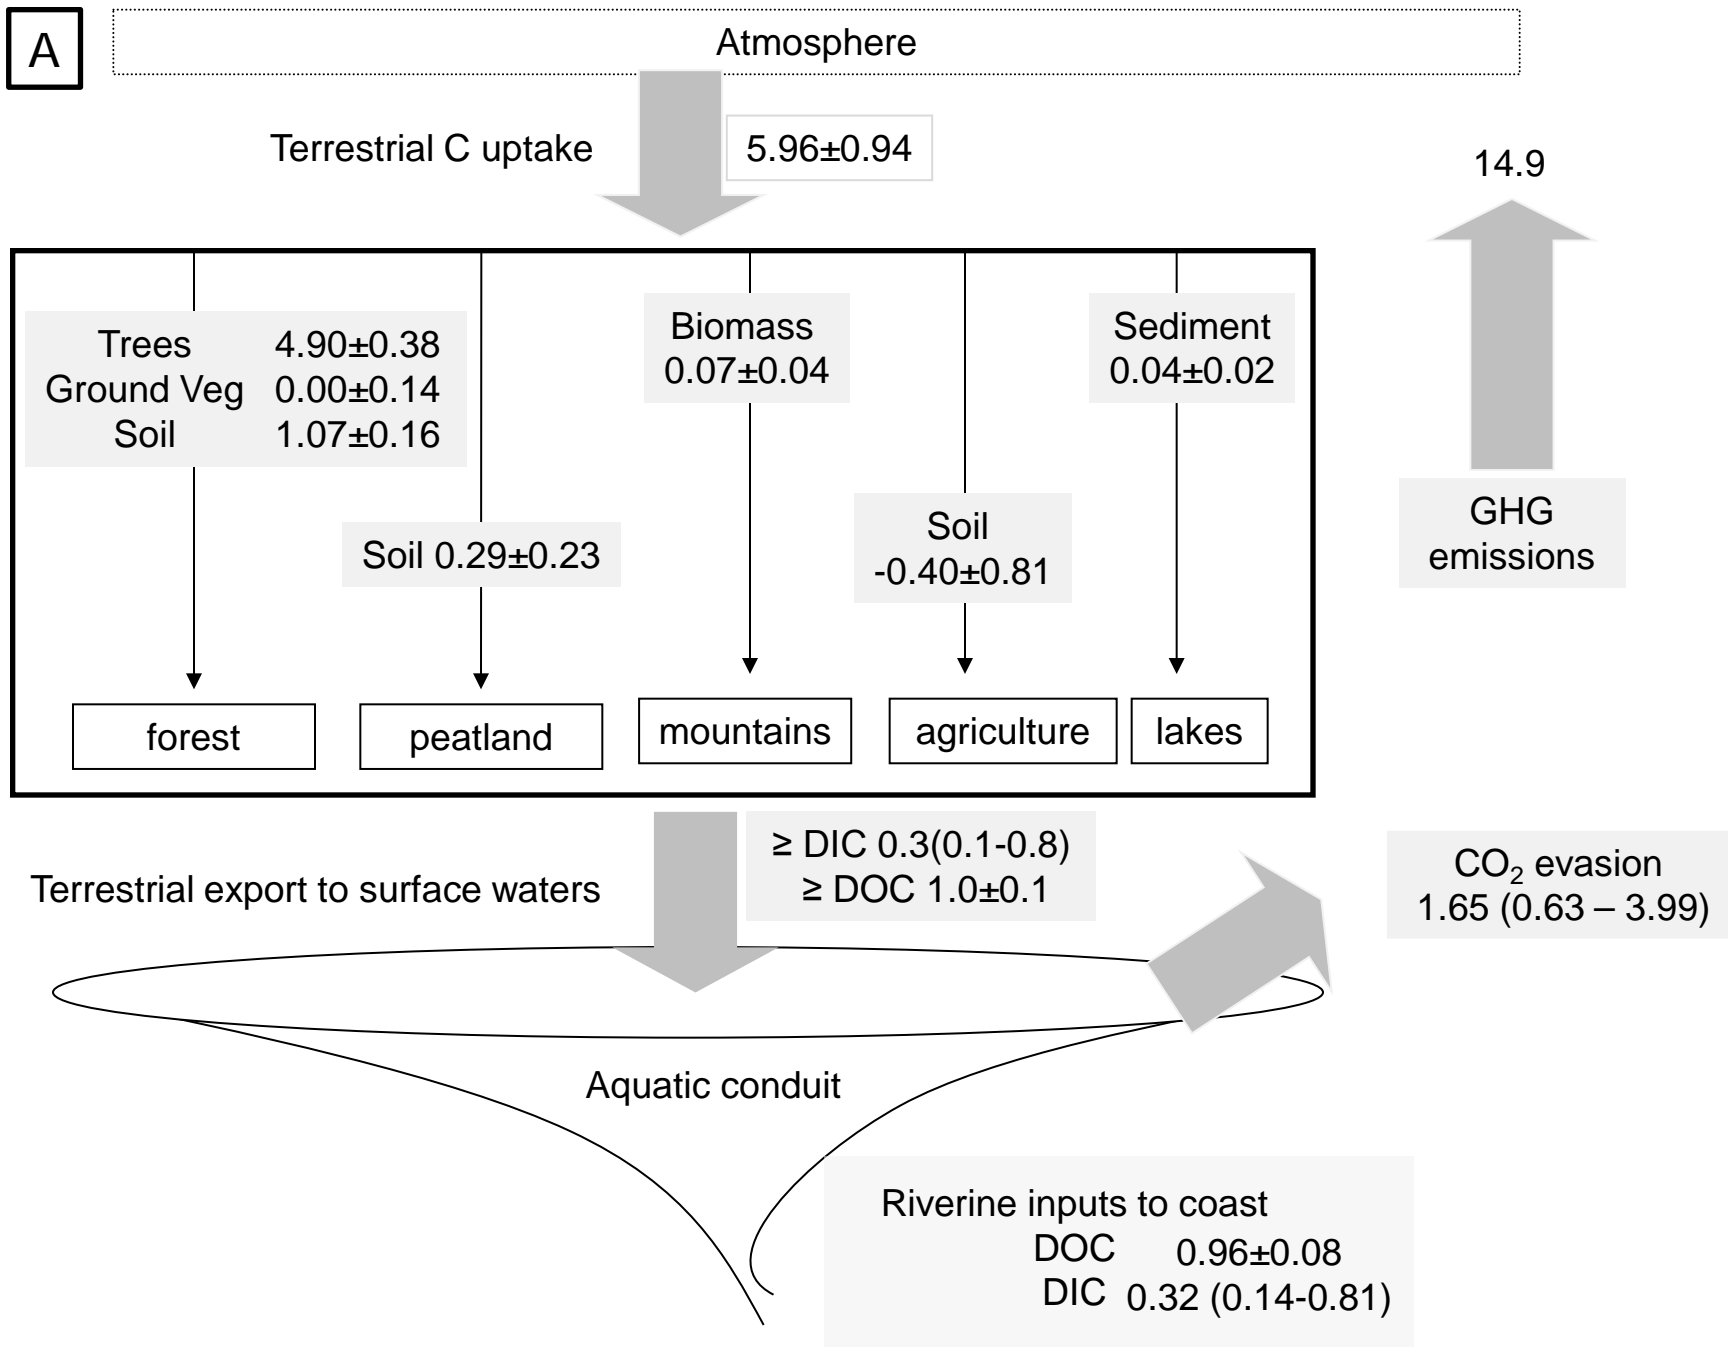 A
Atmosphere
Terrestrial C uptake
5.96±0.94
14.9
Trees 4.90±0.38
Ground Veg 0.00±0.14
Soil 1.07±0.16
Biomass
0.07±0.04
Sediment
0.04±0.02
Soil 0.29±0.23
Soil
-0.40±0.81
GHG
emissions
forest
peatland
mountains
agriculture
lakes
Terrestrial export to surface waters
≥ DIC 0.3(0.1-0.8)
≥ DOC 1.0±0.1
CO₂ evasion
1.65 (0.63 – 3.99)
Aquatic conduit
Riverine inputs to coast
DOC 0.96±0.08
DIC 0.32 (0.14-0.81)